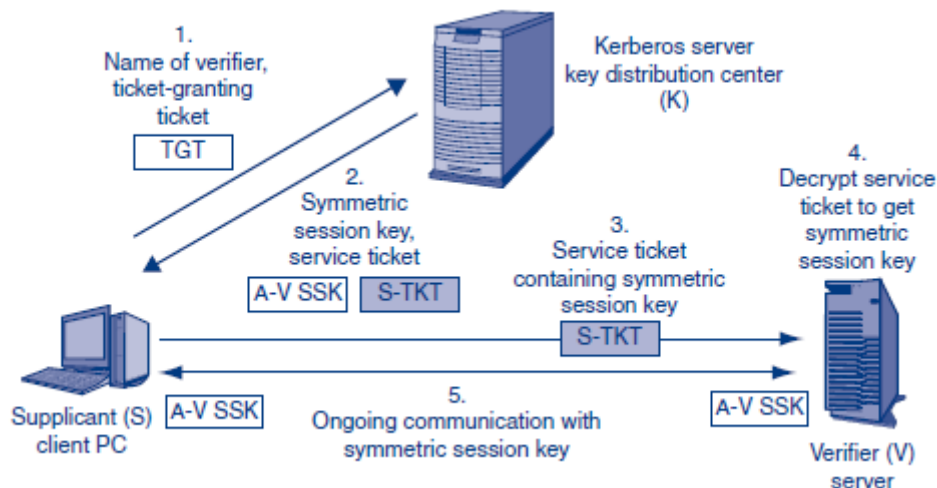 1.
Name of verifier,
ticket-granting
ticket
TGT
Kerberos server
key distribution center
(K)
2.
Symmetric
session key,
service ticket
A-V SSK
S-TKT
3.
Service ticket
containing symmetric
session key
S-TKT
4.
Decrypt service
ticket to get
symmetric
session key
Supplicant (S)
client PC
A-V SSK
5.
Ongoing communication with
symmetric session key
A-V SSK
Verifier (V)
server